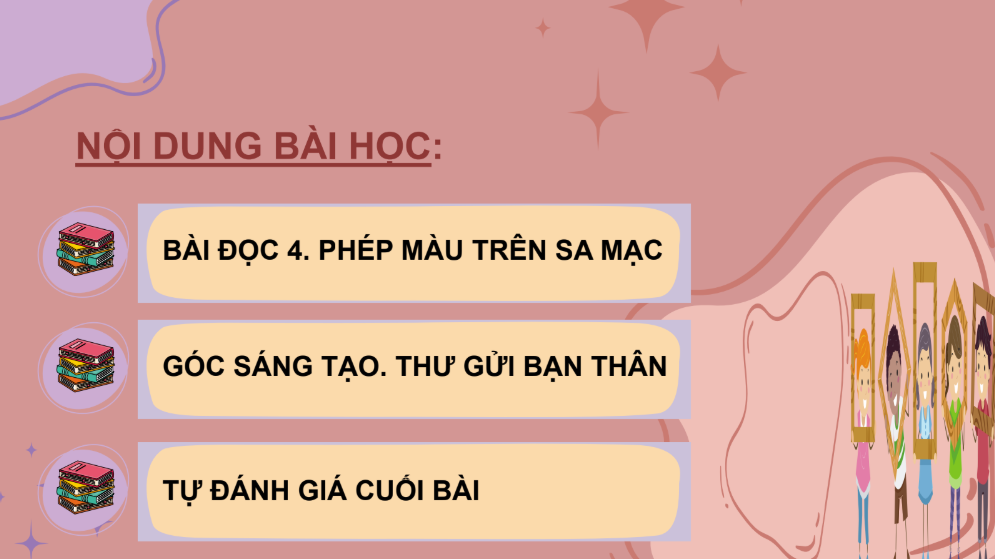 NỘI DUNG BÀI HỌC:
BÀI ĐỌC 4. PHÉP MÀU TRÊN SA MẠC
GÓC SÁNG TẠO. THƯ GỬI BẠN THÂN
TỰ ĐÁNH GIÁ CUỐI BÀI